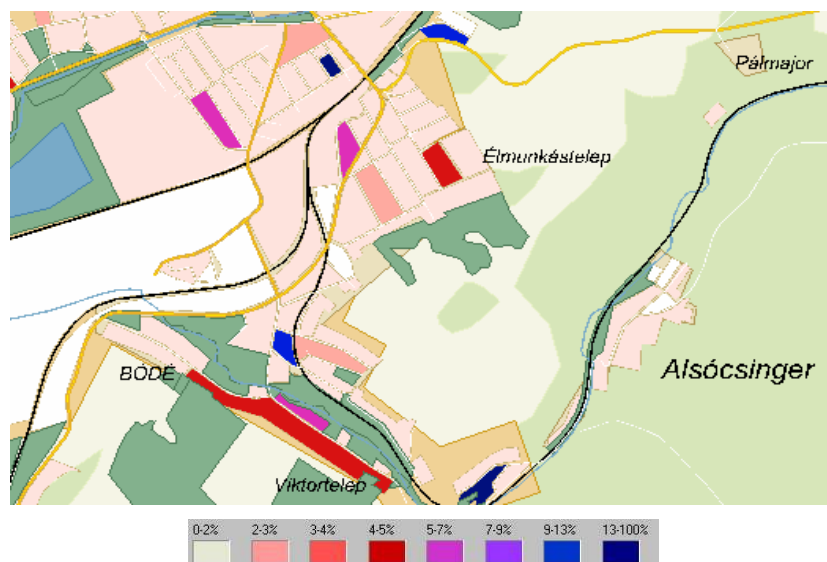 Pálmajor
Élmunkástelep
Alsócsinger
BÓDÉ
Viktortelep
0-2% 2-3% 3-4% 4-5% 5-7% 7-9% 9-13% 13-100%